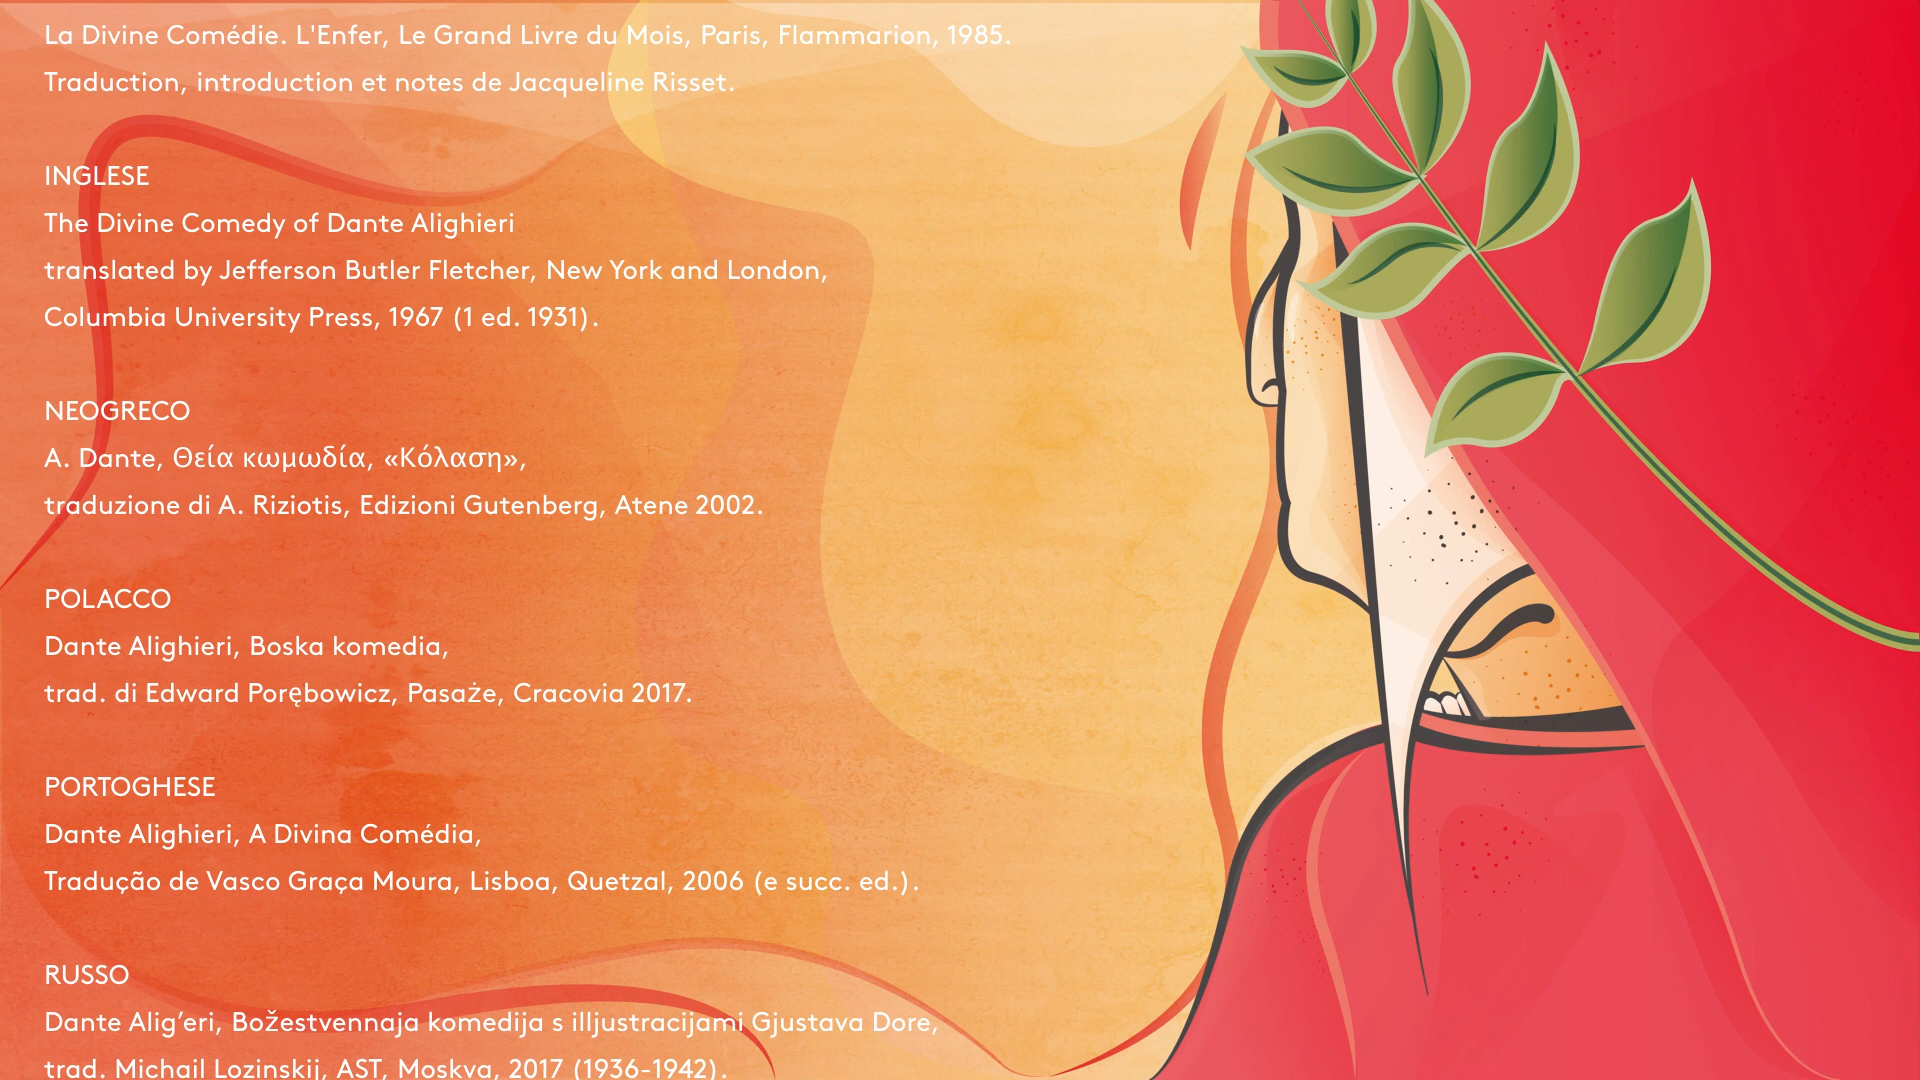 La Divine Comédie. L'Enfer, Le Grand Livre du Mois, Paris, Flammarion, 1985.
Traduction, introduction et notes de Jacqueline Risset.
INGLESE
The Divine Comedy of Dante Alighieri
translated by Jefferson Butler Fletcher, New York and London,
Columbia University Press, 1967 (1 ed. 1931).
NEOGRECO
A. Dante, Θεία κωμωδία, «Κόλαση»,
traduzione di A. Riziotis, Edizioni Gutenberg, Atene 2002.
POLACCO
Dante Alighieri, Boska komedia,
trad. di Edward Porębowicz, Pasaże, Cracovia 2017.
PORTOGHESE
Dante Alighieri, A Divina Comédia,
Tradução de Vasco Graça Moura, Lisboa, Quetzal, 2006 (e succ. ed.).
RUSSO
Dante Alig’eri, Božestvennaja komedija s illjustracijami Gjustava Dore,
trad. Michail Lozinskij, AST, Moskva, 2017 (1936-1942).